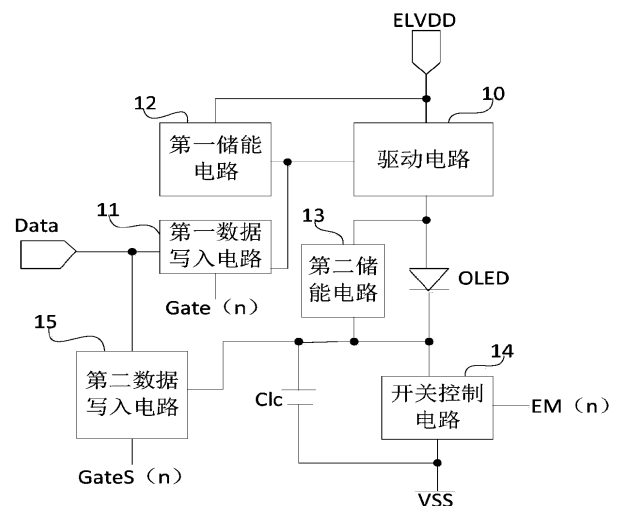 ELVDD
12
10
第一储能
电路
驱动电路
11
Data
第一数据
写入电路
13
第二储
能电路
OLED
Gate（n）
15
第二数据
写入电路
Clc
14
开关控制
电路
EM（n）
GateS（n）
VSS